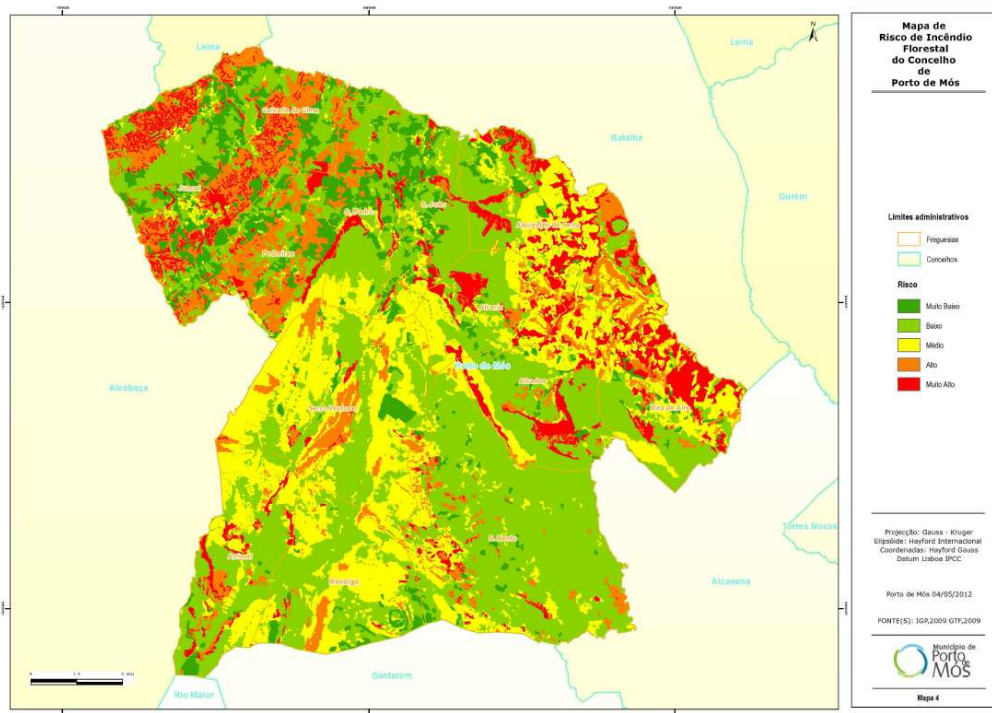 Leiria
Leiria
Calvaria de Cima
Batalha
Ourém
Juncal
S. Pedro
S. João
Pedreiras
Alcaria
Porto de Mós
Alcobaça
Alvados
Mira de Aire
Serro Ventoso
Torres Novas
S. Bento
Arrimal
Mendiga
Alcanena
Santarem
Rio Maior
N
Mapa de
Risco de Incêndio
Florestal
do Concelho
de
Porto de Mós
Limites administrativos
Freguesias
Concelhos
Risco
Muito Baixo
Baixo
Médio
Alto
Muito Alto
Projecção: Gauss - Kruger
Elipsóide: Hayford Internacional
Coordenadas: Hayford Gauss
Datum Lisboa IPCC
Porto de Mós 04/05/2012
FONTE(S): IGP,2009 GTF,2009
Município de
Porto
de
Mós
Mapa 4